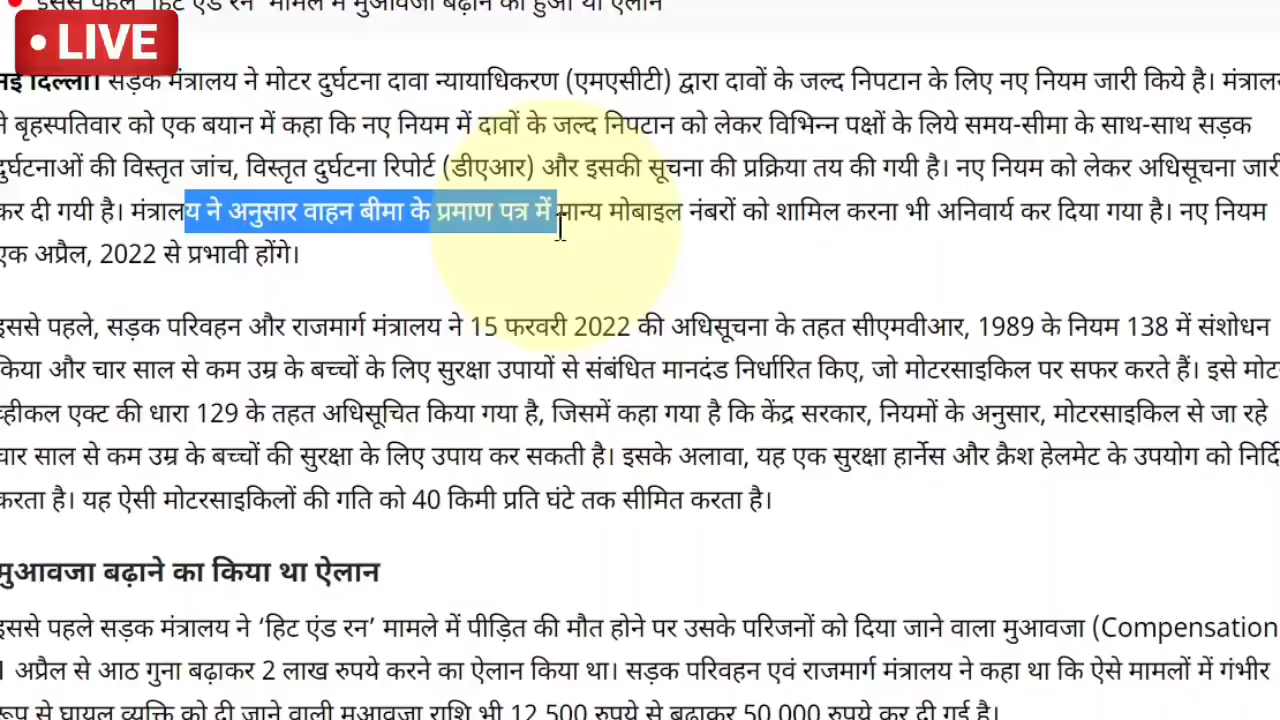 इससे पहले 'हिट एंड रन' मामले में मुआवजा बढ़ाने का हुआ था ऐलान
• LIVE
नई दिल्ली। सड़क मंत्रालय ने मोटर दुर्घटना दावा न्यायाधिकरण (एमएसीटी) द्वारा दावों के जल्द निपटान के लिए नए नियम जारी किये है। मंत्रालय
ने बृहस्पतिवार को एक बयान में कहा कि नए नियम में दावों के जल्द निपटान को लेकर विभिन्न पक्षों के लिये समय-सीमा के साथ-साथ सड़क
दुर्घटनाओं की विस्तृत जांच, विस्तृत दुर्घटना रिपोर्ट (डीएआर) और इसकी सूचना की प्रक्रिया तय की गयी है। नए नियम को लेकर अधिसूचना जारी
कर दी गयी है। मंत्रालय ने अनुसार वाहन बीमा के प्रमाण पत्र में मान्य मोबाइल नंबरों को शामिल करना भी अनिवार्य कर दिया गया है। नए नियम
एक अप्रैल, 2022 से प्रभावी होंगे।
इससे पहले, सड़क परिवहन और राजमार्ग मंत्रालय ने 15 फरवरी 2022 की अधिसूचना के तहत सीएमवीआर, 1989 के नियम 138 में संशोधन
किया और चार साल से कम उम्र के बच्चों के लिए सुरक्षा उपायों से संबंधित मानदंड निर्धारित किए, जो मोटरसाइकिल पर सफर करते हैं। इसे मोटर
व्हीकल एक्ट की धारा 129 के तहत अधिसूचित किया गया है, जिसमें कहा गया है कि केंद्र सरकार, नियमों के अनुसार, मोटरसाइकिल से जा रहे
चार साल से कम उम्र के बच्चों की सुरक्षा के लिए उपाय कर सकती है। इसके अलावा, यह एक सुरक्षा हार्नेस और क्रैश हेलमेट के उपयोग को निर्दि
करता है। यह ऐसी मोटरसाइकिलों की गति को 40 किमी प्रति घंटे तक सीमित करता है।
मुआवजा बढ़ाने का किया था ऐलान
इससे पहले सड़क मंत्रालय ने 'हिट एंड रन' मामले में पीड़ित की मौत होने पर उसके परिजनों को दिया जाने वाला मुआवजा (Compensation
1 अप्रैल से आठ गुना बढ़ाकर 2 लाख रुपये करने का ऐलान किया था। सड़क परिवहन एवं राजमार्ग मंत्रालय ने कहा था कि ऐसे मामलों में गंभीर
रूप से घायल व्यक्ति को दी जाने वाली मुआवजा राशि भी 12,500 रुपये से बढ़ाकर 50,000 रुपये कर दी गई है।